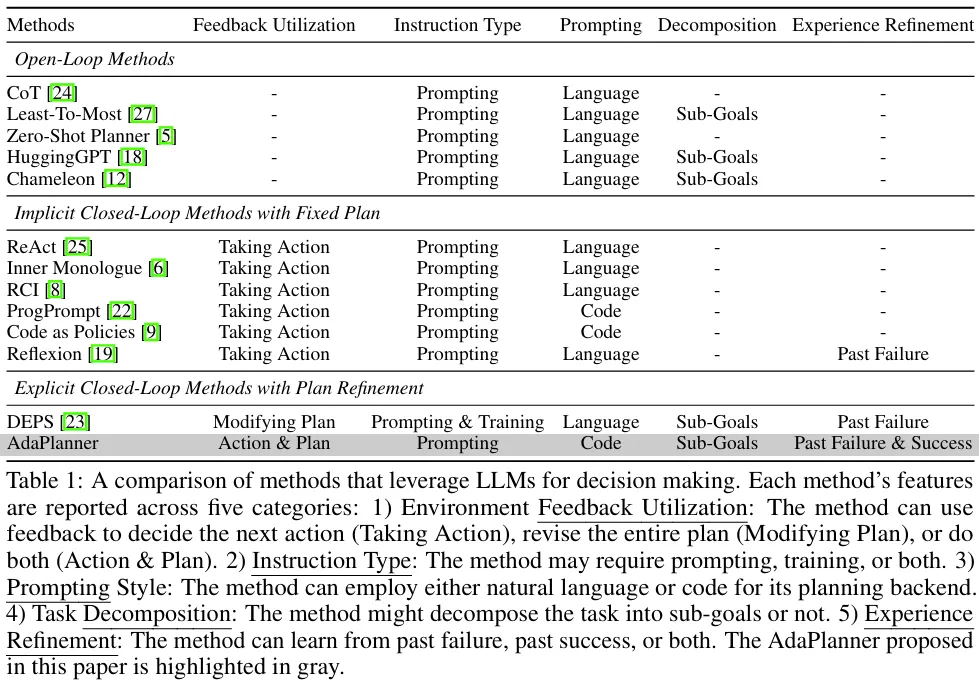 Methods Feedback Utilization Instruction Type Prompting Decomposition Experience Refinement
Open-Loop Methods
CoT [24] - Prompting Language - -
Least-To-Most [27] - Prompting Language Sub-Goals -
Zero-Shot Planner [5] - Prompting Language - -
HuggingGPT [18] - Prompting Language Sub-Goals -
Chameleon [12] - Prompting Language Sub-Goals -
Implicit Closed-Loop Methods with Fixed Plan
ReAct [25] Taking Action Prompting Language - -
Inner Monologue [6] Taking Action Prompting Language - -
RCI [8] Taking Action Prompting Language - -
ProgPrompt [22] Taking Action Prompting Code - -
Code as Policies [9] Taking Action Prompting Code - -
Reflexion [19] Taking Action Prompting Language - Past Failure
Explicit Closed-Loop Methods with Plan Refinement
DEPS [23] Modifying Plan Prompting & Training Language Sub-Goals Past Failure
AdaPlanner Action & Plan Prompting Code Sub-Goals Past Failure & Success
Table 1: A comparison of methods that leverage LLMs for decision making. Each method's features
are reported across five categories: 1) Environment Feedback Utilization: The method can use
feedback to decide the next action (Taking Action), revise the entire plan (Modifying Plan), or do
both (Action & Plan). 2) Instruction Type: The method may require prompting, training, or both. 3)
Prompting Style: The method can employ either natural language or code for its planning backend.
4) Task Decomposition: The method might decompose the task into sub-goals or not. 5) Experience
Refinement: The method can learn from past failure, past success, or both. The AdaPlanner proposed
in this paper is highlighted in gray.